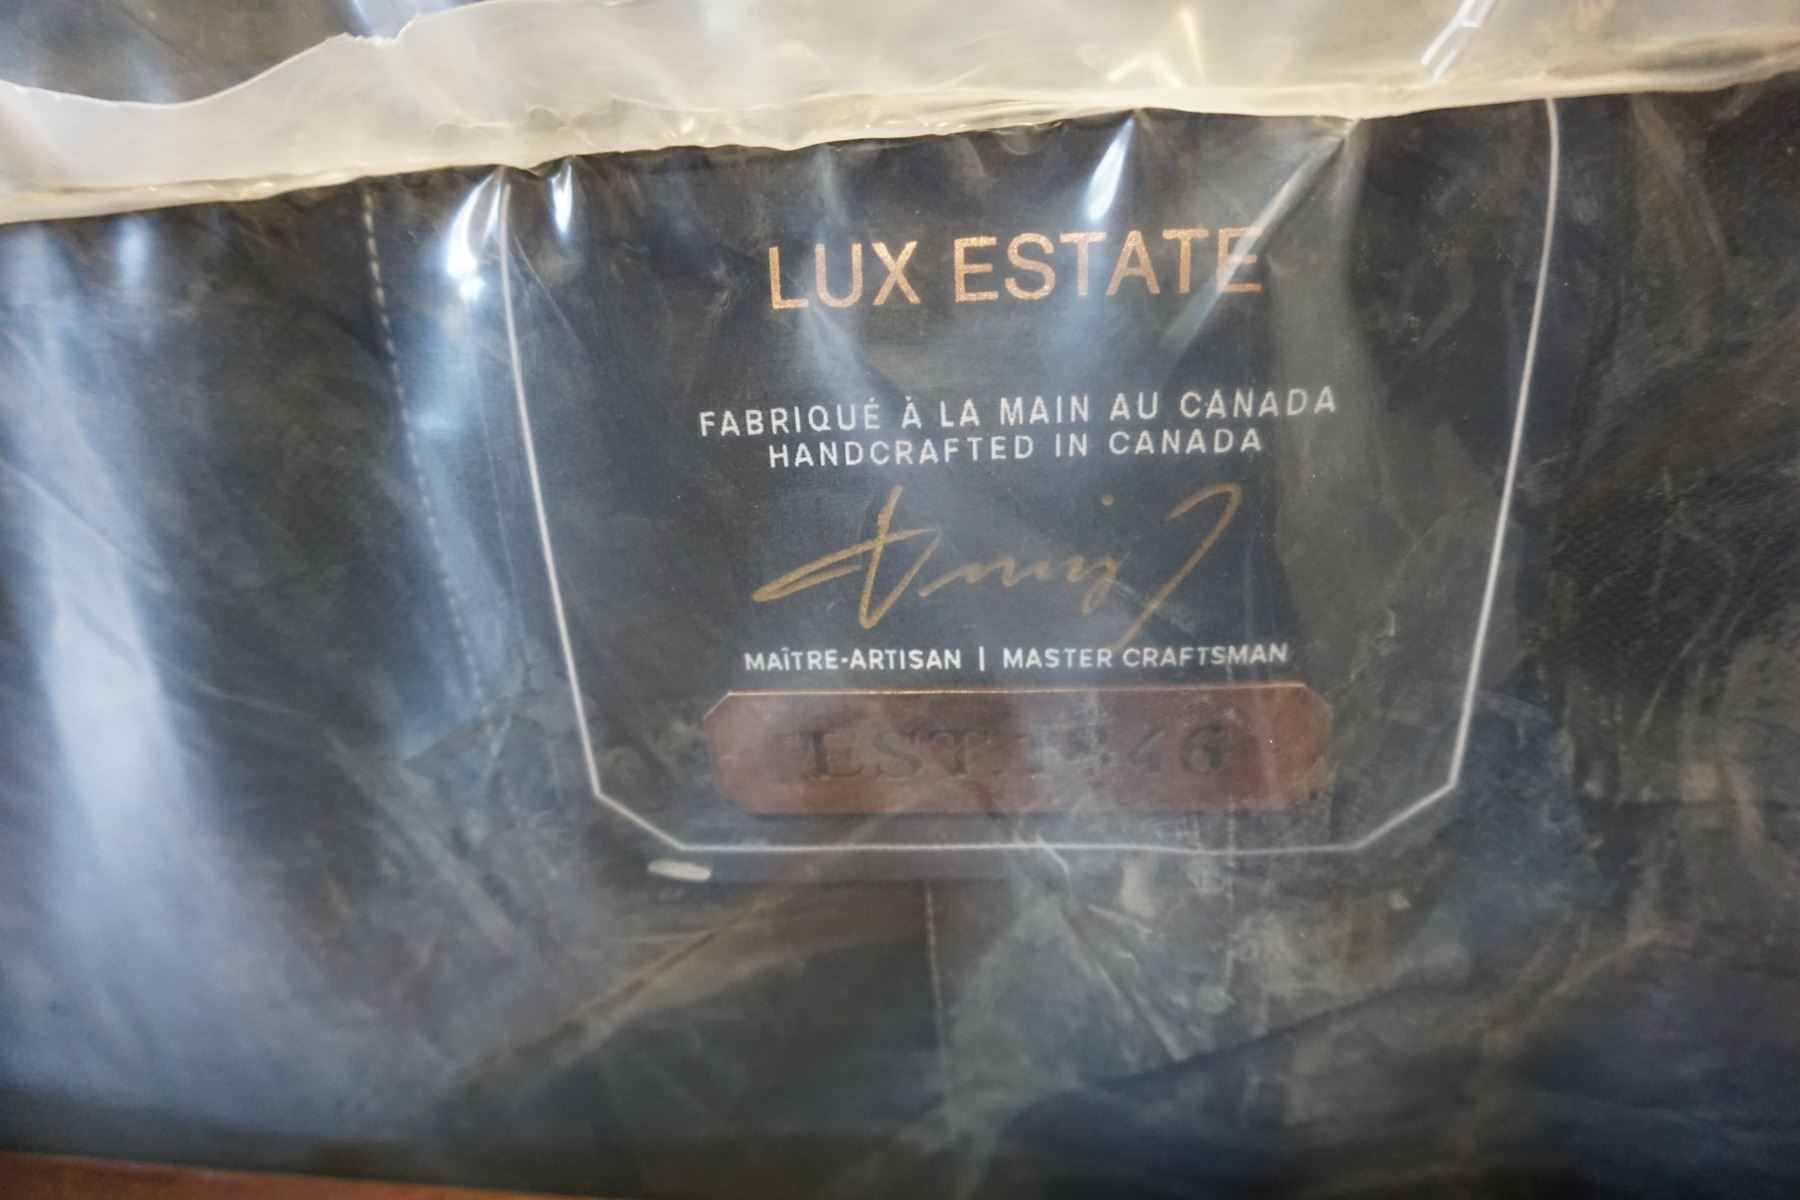 LUX ESTATE
FABRIQUÉ À LA MAIN AU CANADA
HANDCRAFTED IN CANADA
MAÎTRE-ARTISAN | MASTER CRAFTSMAN
EST.